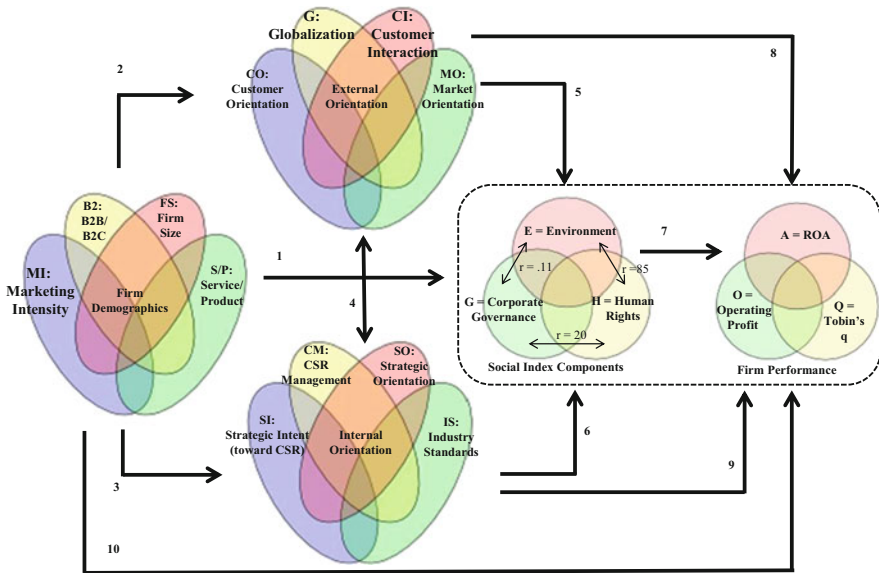 G:
Globalization
CI:
Customer
Interaction
CO:
Customer
Orientation
External
Orientation
MO:
Market
Orientation
2
5
8
B2:
B2B/
B2C
FS:
Firm
Size
MI:
Marketing
Intensity
Firm
Demographics
S/P:
Service/
Product
1
4
E = Environment
r = .11
r =85
G = Corporate
Governance
H = Human
Rights
r = 20
Social Index Components
7
A = ROA
O =
Operating
Profit
Q =
Tobin's
q
Firm Performance
CM:
CSR
Management
SO:
Strategic
Orientation
SI:
Strategic Intent
(toward CSR)
Internal
Orientation
IS:
Industry
Standards
3
6
9
10